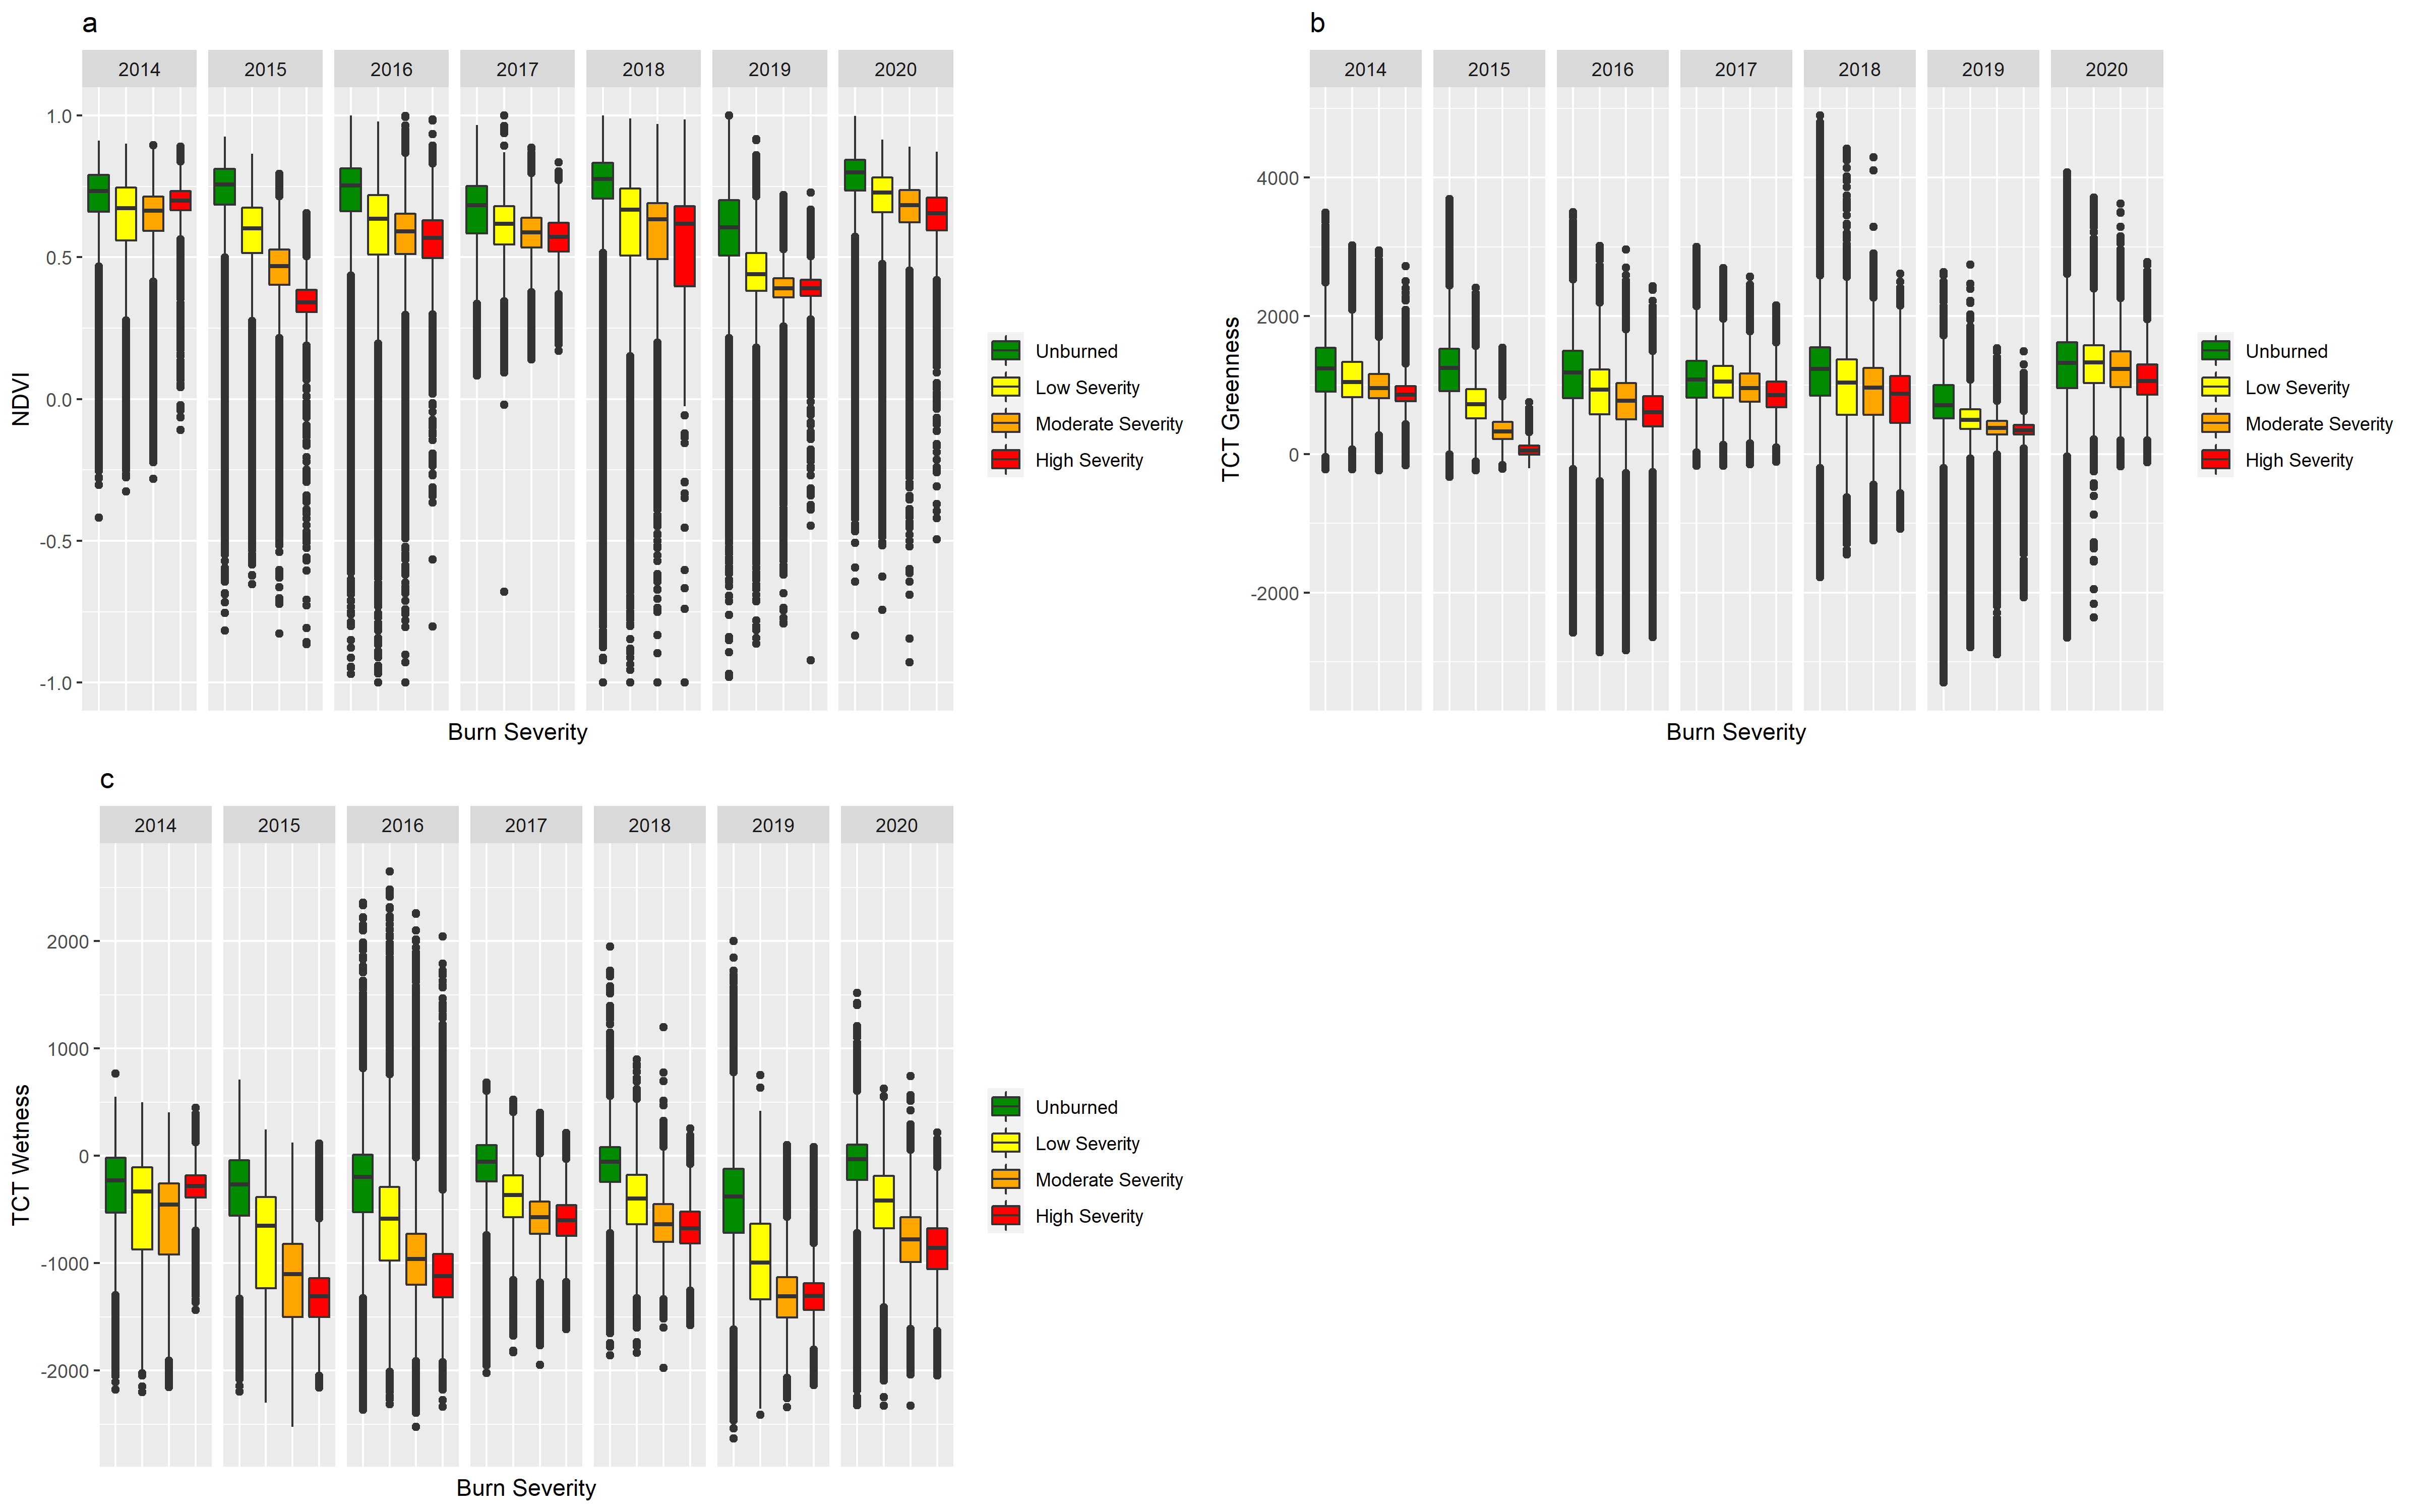 a
2014 2015 2016 2017 2018 2019 2020
1.0
0.5
0.0
-0.5
-1.0
NDVI
Burn Severity
Unburned
Low Severity
Moderate Severity
High Severity
b
2014 2015 2016 2017 2018 2019 2020
4000
2000
0
-2000
TCT Greenness
Burn Severity
Unburned
Low Severity
Moderate Severity
High Severity
c
2014 2015 2016 2017 2018 2019 2020
2000
1000
0
-1000
-2000
TCT Wetness
Burn Severity
Unburned
Low Severity
Moderate Severity
High Severity